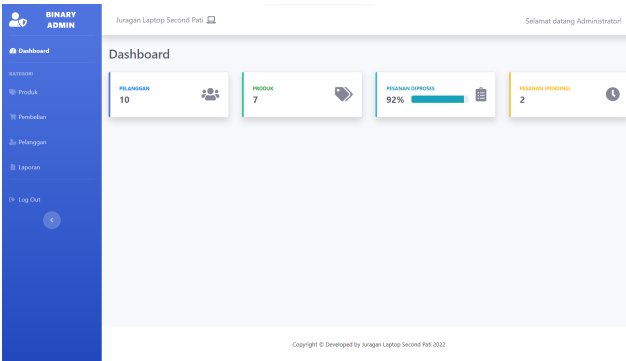 BINARY
ADMIN
Juragan Laptop Second Pati
Selamat datang Administrator!
Dashboard
KATEGORI
Produk
Pembelian
Pelanggan
Laporan
Log Out
Dashboard
PELANGGAN
10
PRODUK
7
PESANAN DIPROSES
92%
PESANAN (PENDING)
2
Copyright © Developed by Juragan Laptop Second Pati 2022